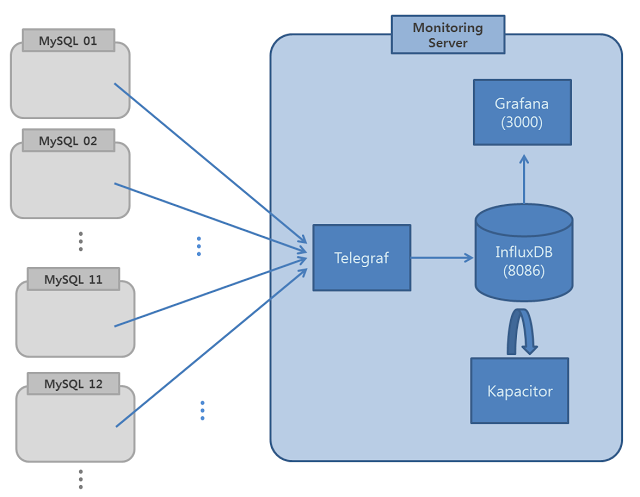 Monitoring
Server
MySQL 01
MySQL 02
MySQL 11
MySQL 12
Telegraf
Grafana
(3000)
InfluxDB
(8086)
Kapacitor